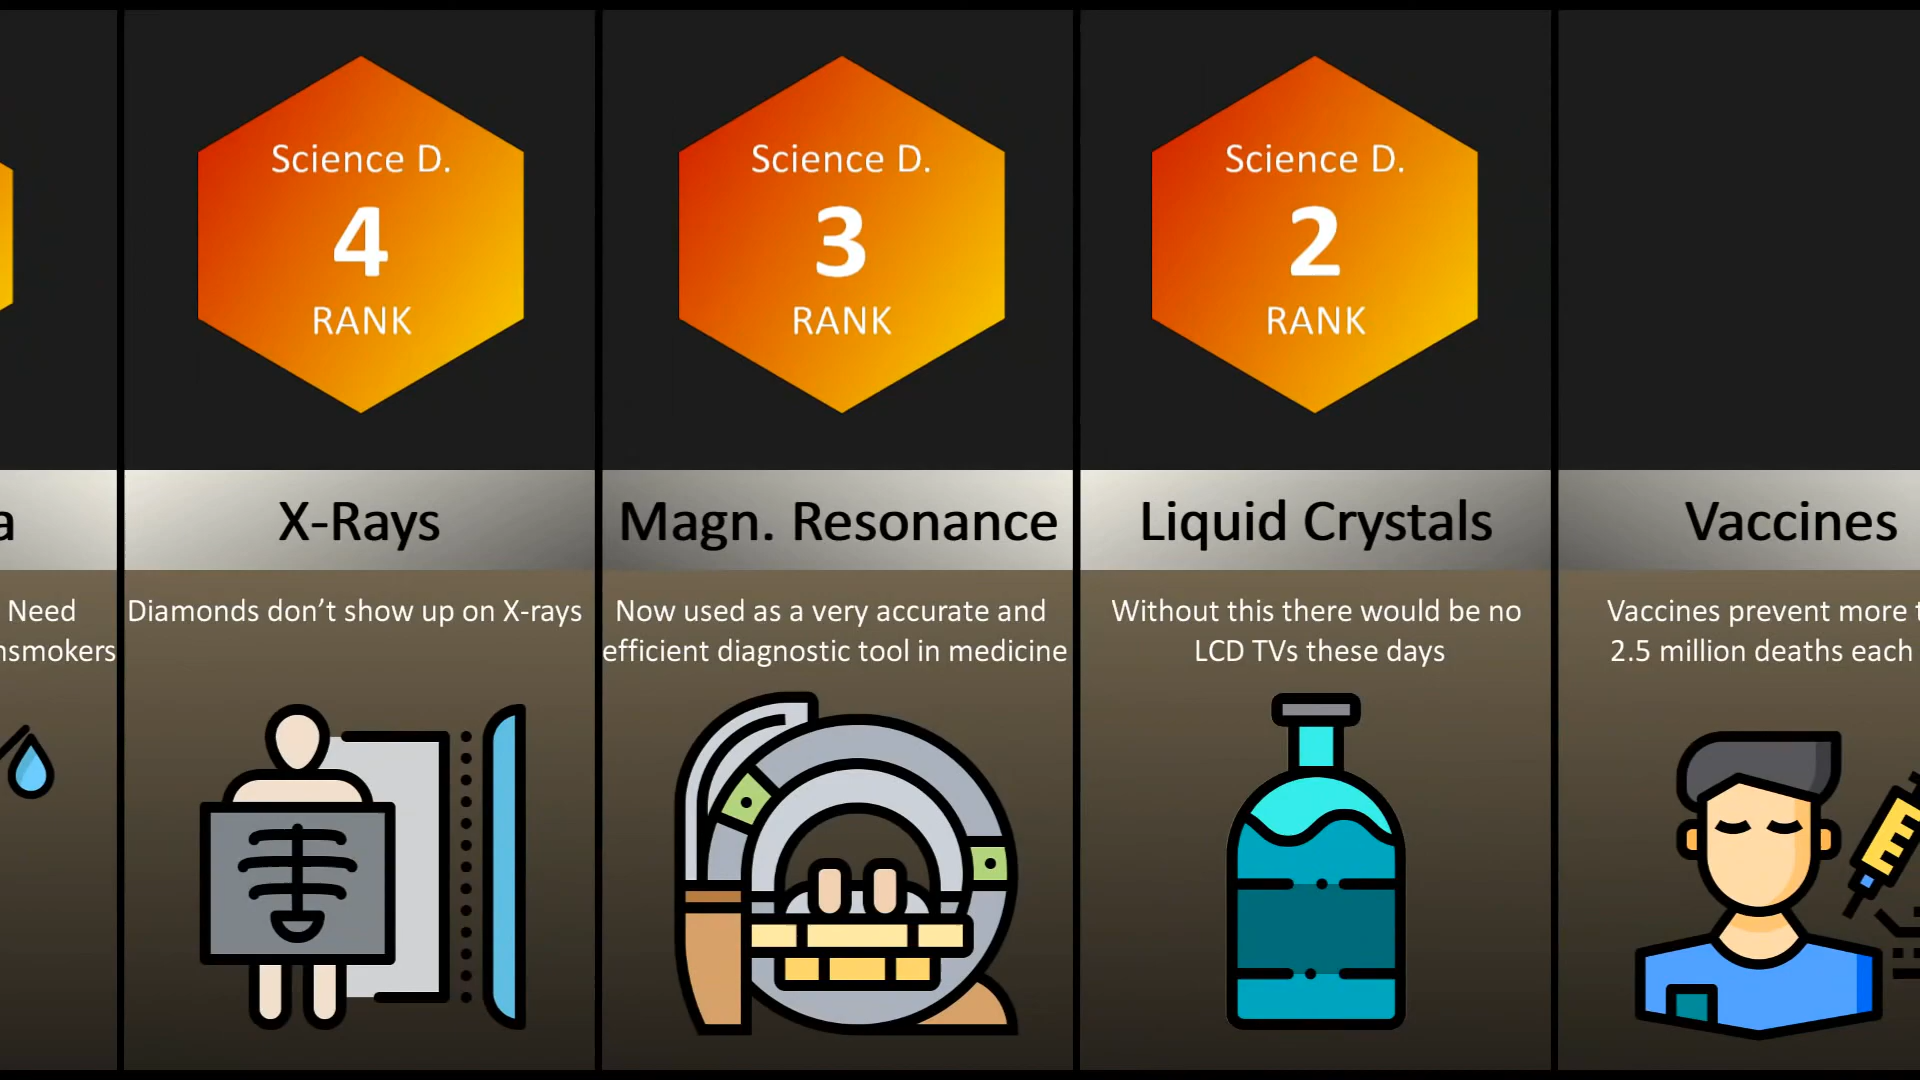 Science D.
4
RANK
Science D.
3
RANK
Science D.
2
RANK
a
X-Rays
Magn. Resonance
Liquid Crystals
Vaccines
Need
Diamonds don’t show up on X-rays
Now used as a very accurate and
efficient diagnostic tool in medicine
Without this there would be no
LCD TVs these days
Vaccines prevent more
2.5 million deaths each